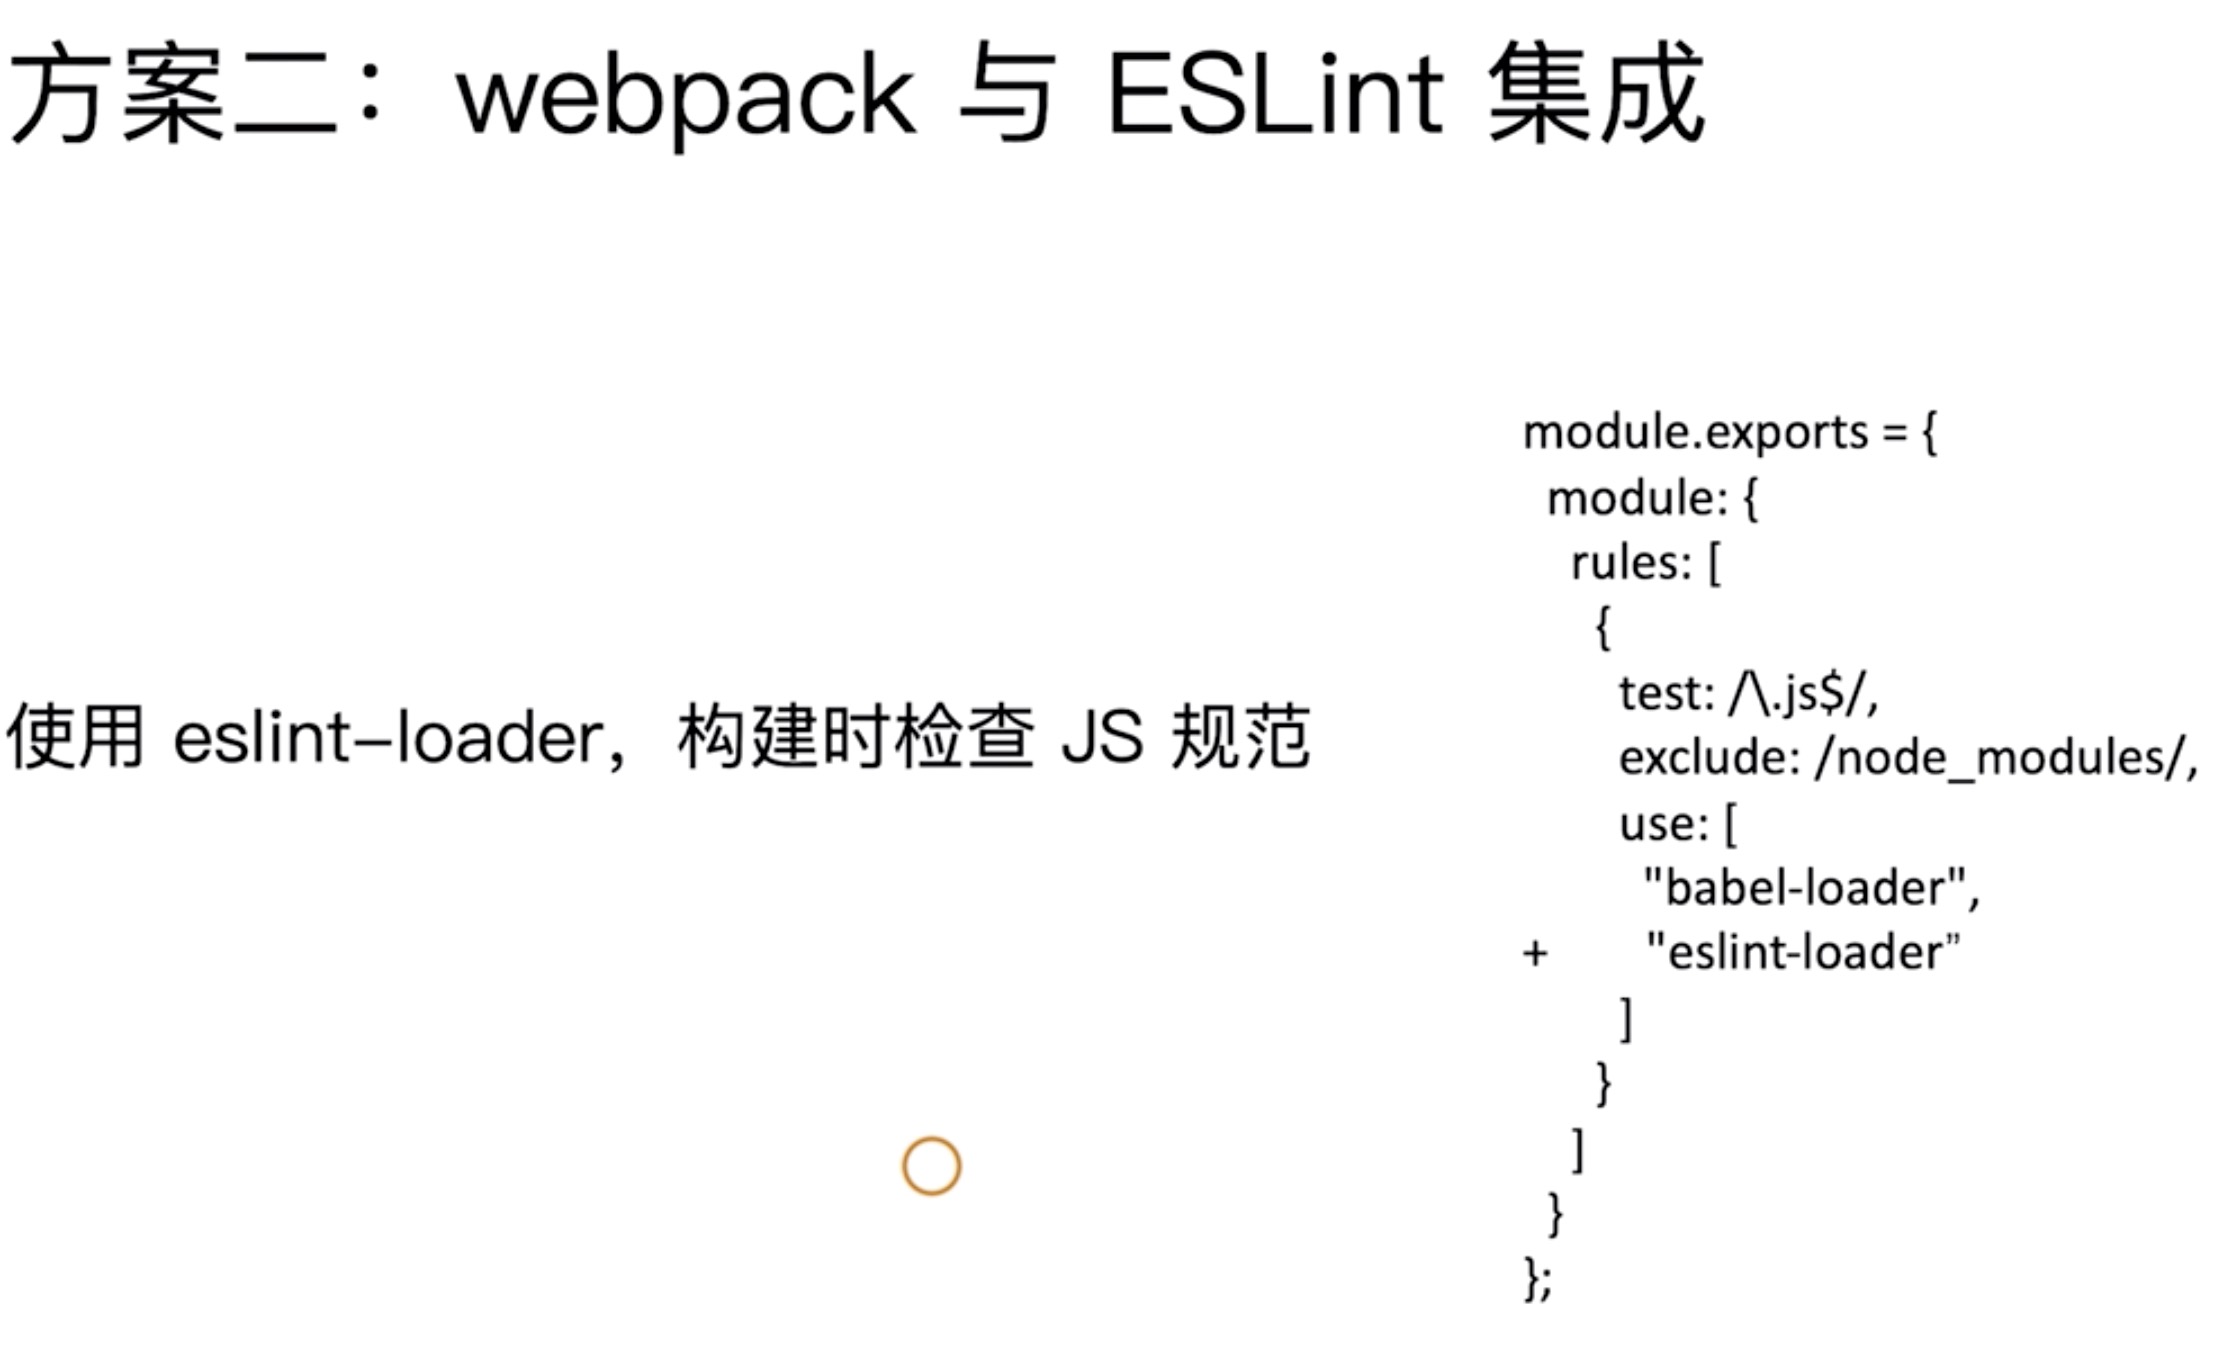 方案二：webpack 与 ESLint 集成
使用 eslint–loader，构建时检查 JS 规范
module.exports = {
module: {
rules: [
{
test: /\.js$/,
exclude: /node_modules/,
use: [
"babel-loader",
+ "eslint-loader”
]
}
]
}
};